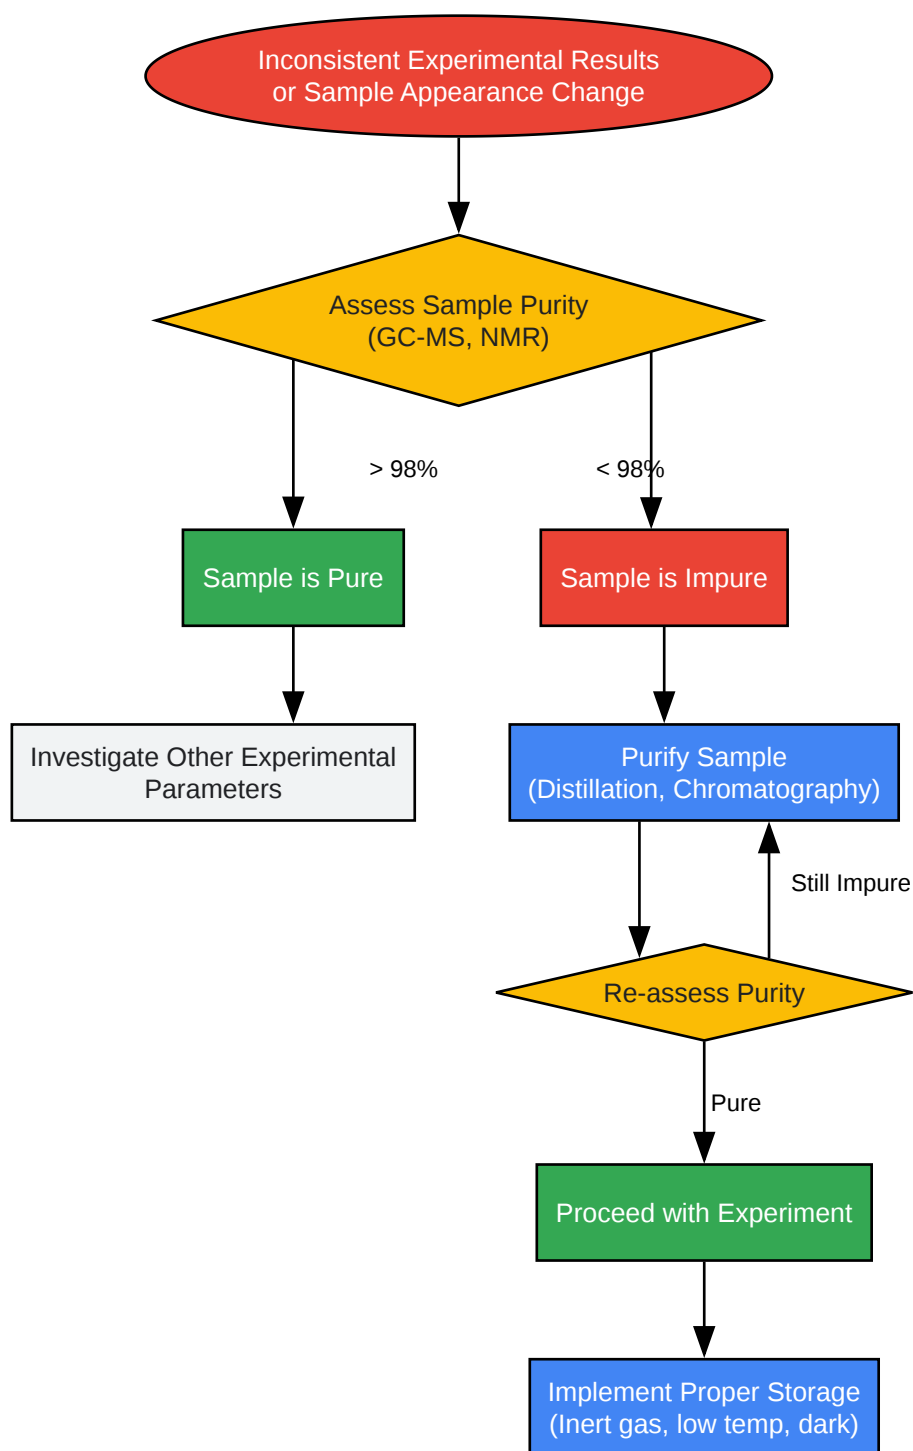 Inconsistent Experimental Results
or Sample Appearance Change
Assess Sample Purity
(GC-MS, NMR)
> 98%
< 98%
Sample is Pure
Sample is Impure
Investigate Other Experimental
Parameters
Purify Sample
(Distillation, Chromatography)
Still Impure
Re-assess Purity
Pure
Proceed with Experiment
Implement Proper Storage
(Inert gas, low temp, dark)